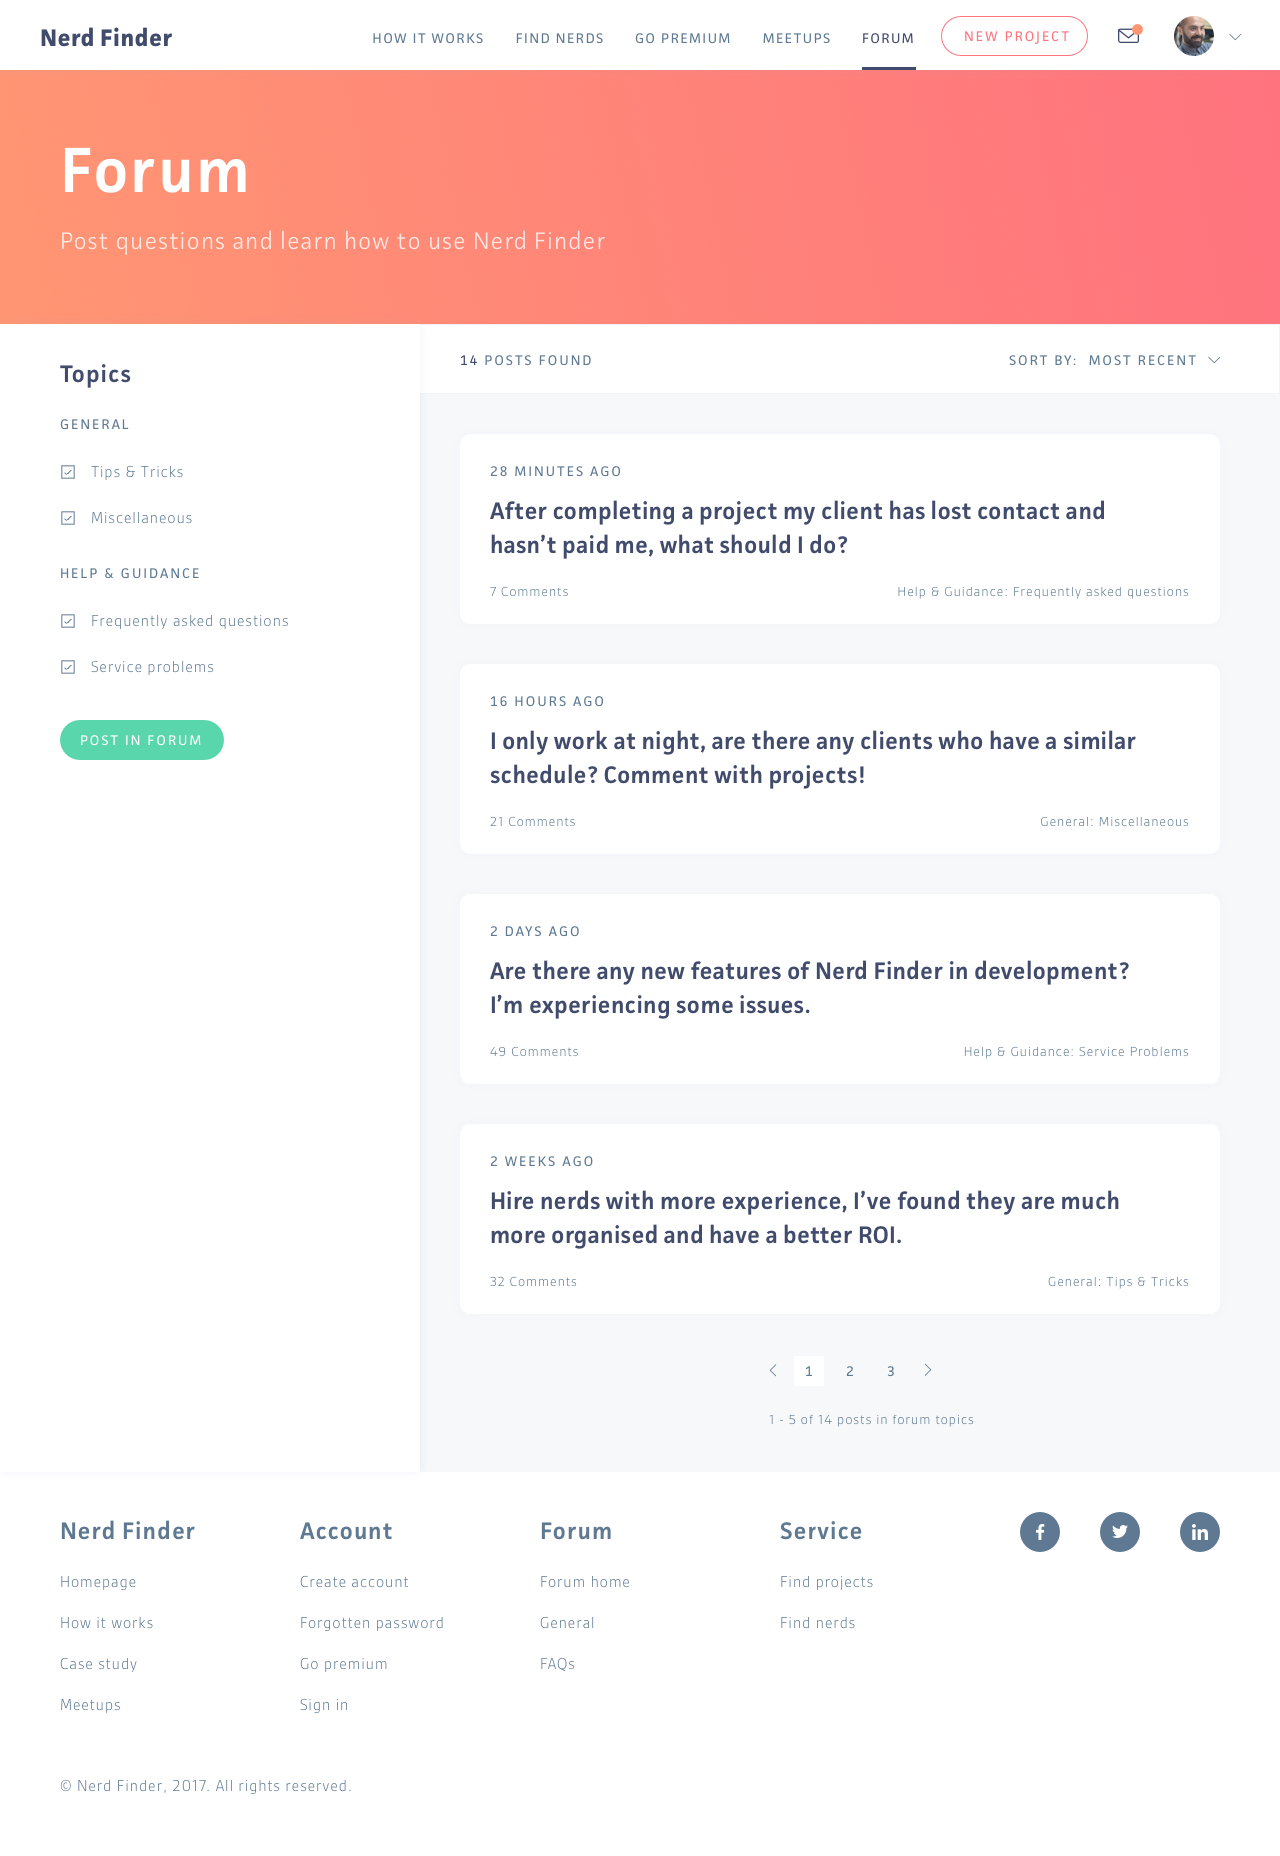 Nerd Finder
HOW IT WORKS
FIND NERDS
GO PREMIUM
MEETUPS
FORUM
NEW PROJECT
Forum
Post questions and learn how to use Nerd Finder
Topics
GENERAL
Tips & Tricks
Miscellaneous
HELP & GUIDANCE
Frequently asked questions
Service problems
POST IN FORUM
14 POSTS FOUND
SORT BY: MOST RECENT
28 MINUTES AGO
After completing a project my client has lost contact and
hasn’t paid me, what should I do?
7 Comments
Help & Guidance: Frequently asked questions
16 HOURS AGO
I only work at night, are there any clients who have a similar
schedule? Comment with projects!
21 Comments
General: Miscellaneous
2 DAYS AGO
Are there any new features of Nerd Finder in development?
I’m experiencing some issues.
49 Comments
Help & Guidance: Service Problems
2 WEEKS AGO
Hire nerds with more experience, I’ve found they are much
more organised and have a better ROI.
32 Comments
General: Tips & Tricks
1 2 3
1 - 5 of 14 posts in forum topics
Nerd Finder
Homepage
How it works
Case study
Meetups
Account
Create account
Forgotten password
Go premium
Sign in
Forum
Forum home
General
FAQs
Service
Find projects
Find nerds
f
in
© Nerd Finder, 2017. All rights reserved.